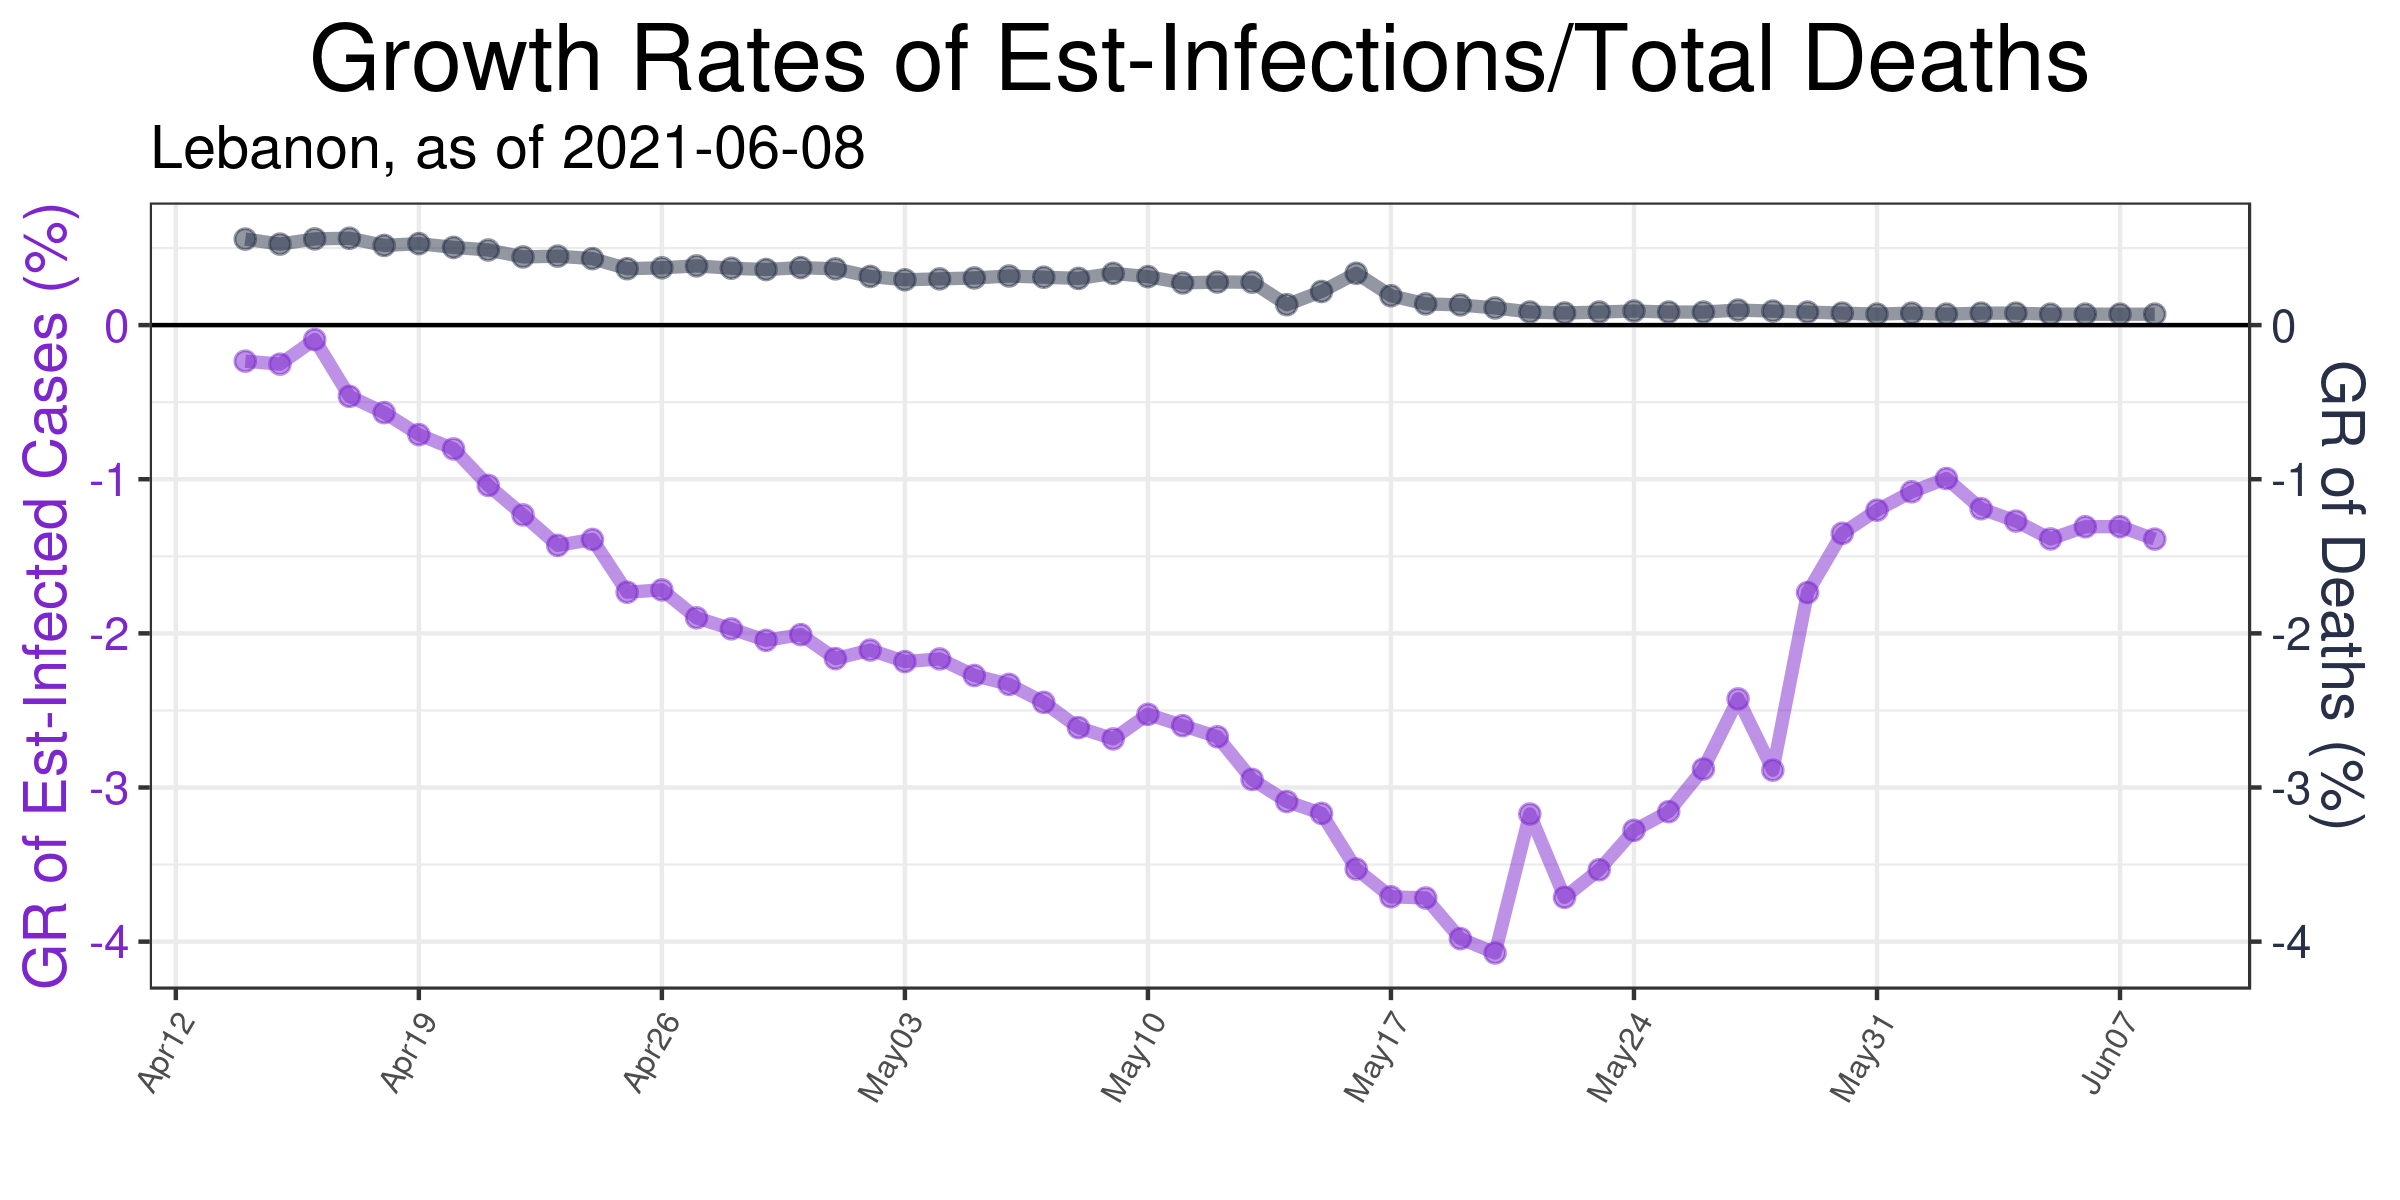 Growth Rates of Est-Infections/Total Deaths
Lebanon, as of 2021-06-08
GR of Est-Infected Cases (%)
0
-1
-2
-3
-4
0
-1
-2
-3
-4
GR of Deaths (%)
Apr12
Apr19
Apr26
May03
May10
May17
May24
May31
Jun07